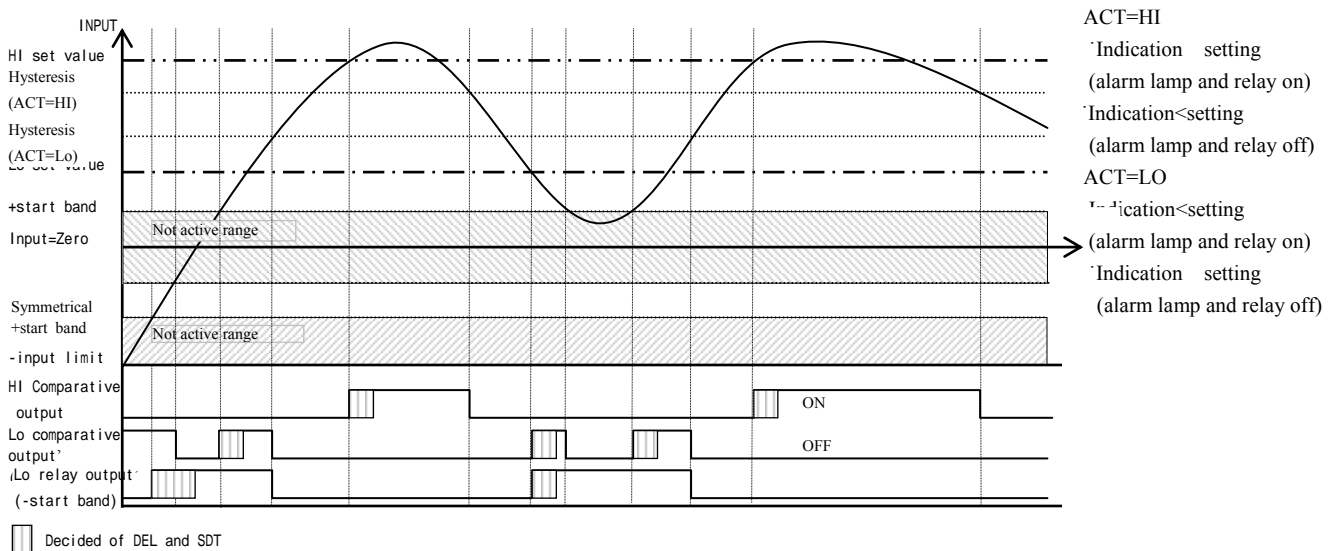 INPUT
HI set value
Hysteresis
(ACT=HI)
Hysteresis
(ACT=Lo)
set value
+start band
Input=Zero
Not active range
Symmetrical
+start band
Not active range
-input limit
HI Comparative
output
ON
Lo comparative
output'
OFF
Lo relay output
(-start band)
Decided of DEL and SDT
ACT=HI
Indication setting
(alarm lamp and relay on)
Indication<setting
(alarm lamp and relay off)
ACT=LO
Indication<setting
(alarm lamp and relay on)
Indication setting
(alarm lamp and relay off)